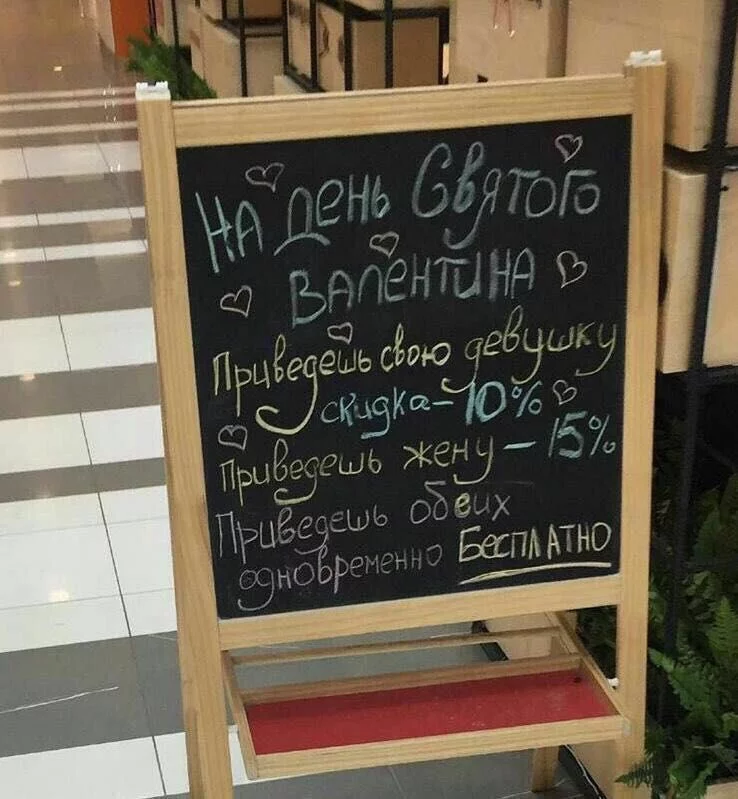 НА ДЕНЬ Святого
ВАЛЕНТИНА
Приведешь свою девушку
скидка - 10%
Приведешь жену - 15%
Приведешь обеих
одновременно БЕСПЛАТНО